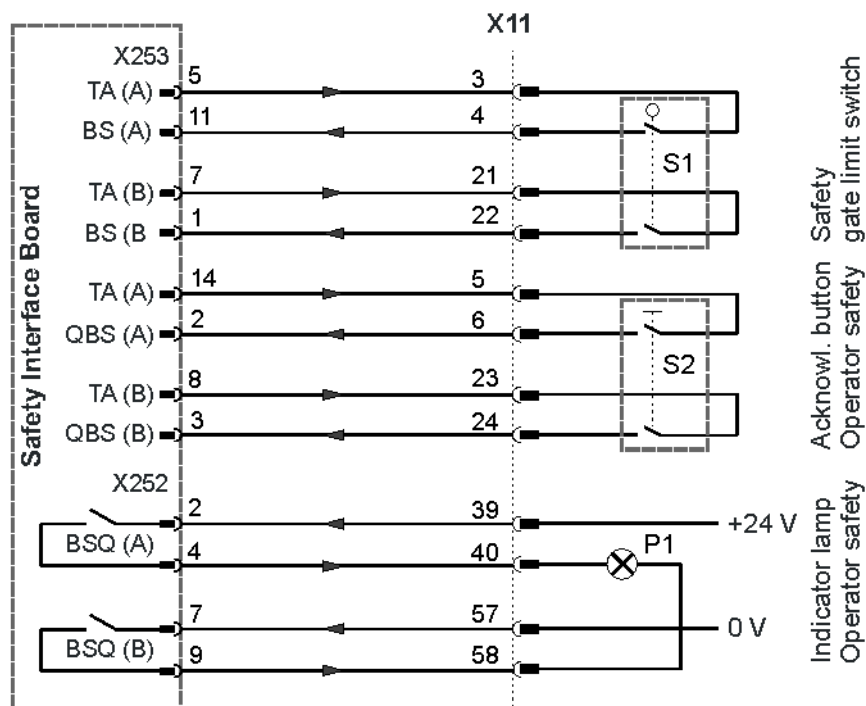 X11
X253
TA (A) 5 3
BS (A) 11 4
S1
TA (B) 7 21
BS (B 1 22
TA (A) 14 5
QBS (A) 2 6
S2
TA (B) 8 23
QBS (B) 3 24
X252
2 39 +24 V
BSQ (A)
4 40 P1
7 57 0 V
BSQ (B)
9 58
Safety Interface Board
Safety
gate limit switch
Acknowl. button
Operator safety
Indicator lamp
Operator safety